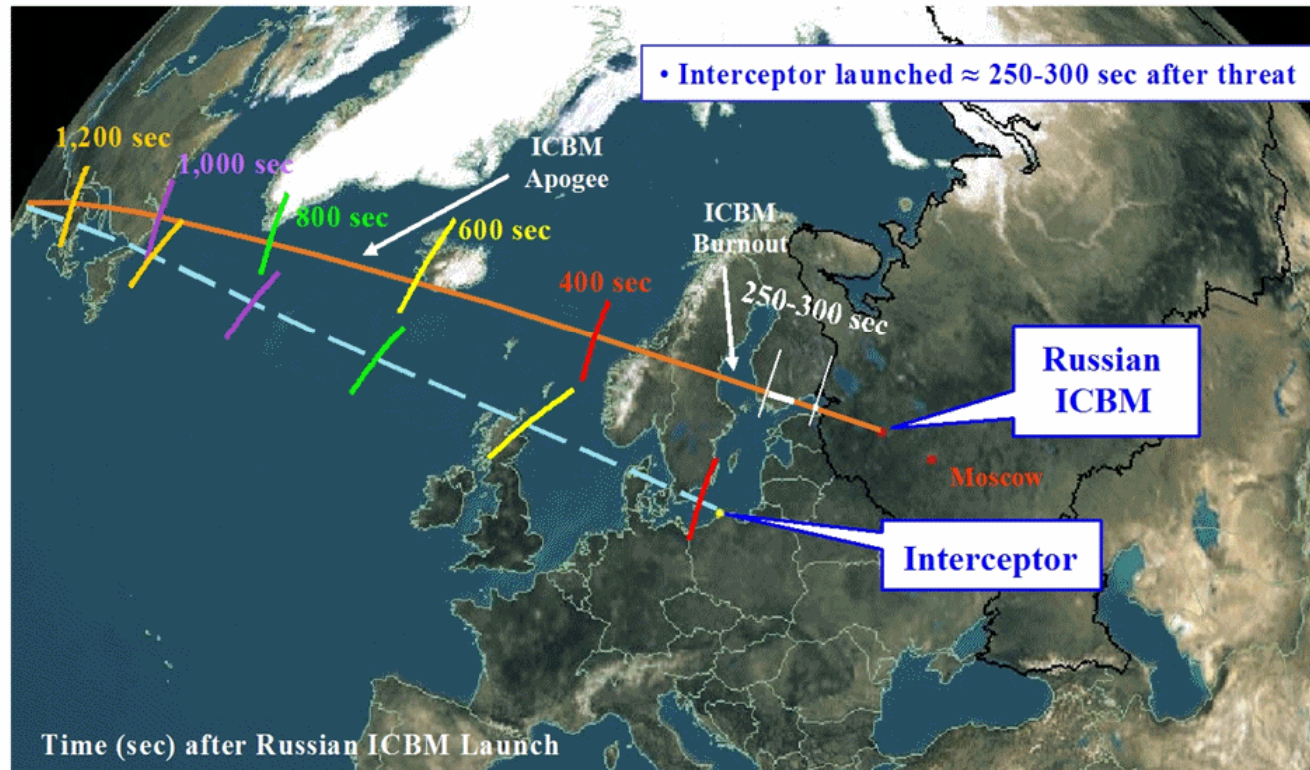 • Interceptor launched ≈ 250-300 sec after threat
1,200 sec
1,000 sec
ICBM
Apogee
800 sec
600 sec
ICBM
Burnout
400 sec
250-300 sec
Russian
ICBM
Moscow
Interceptor
Time (sec) after Russian ICBM Launch